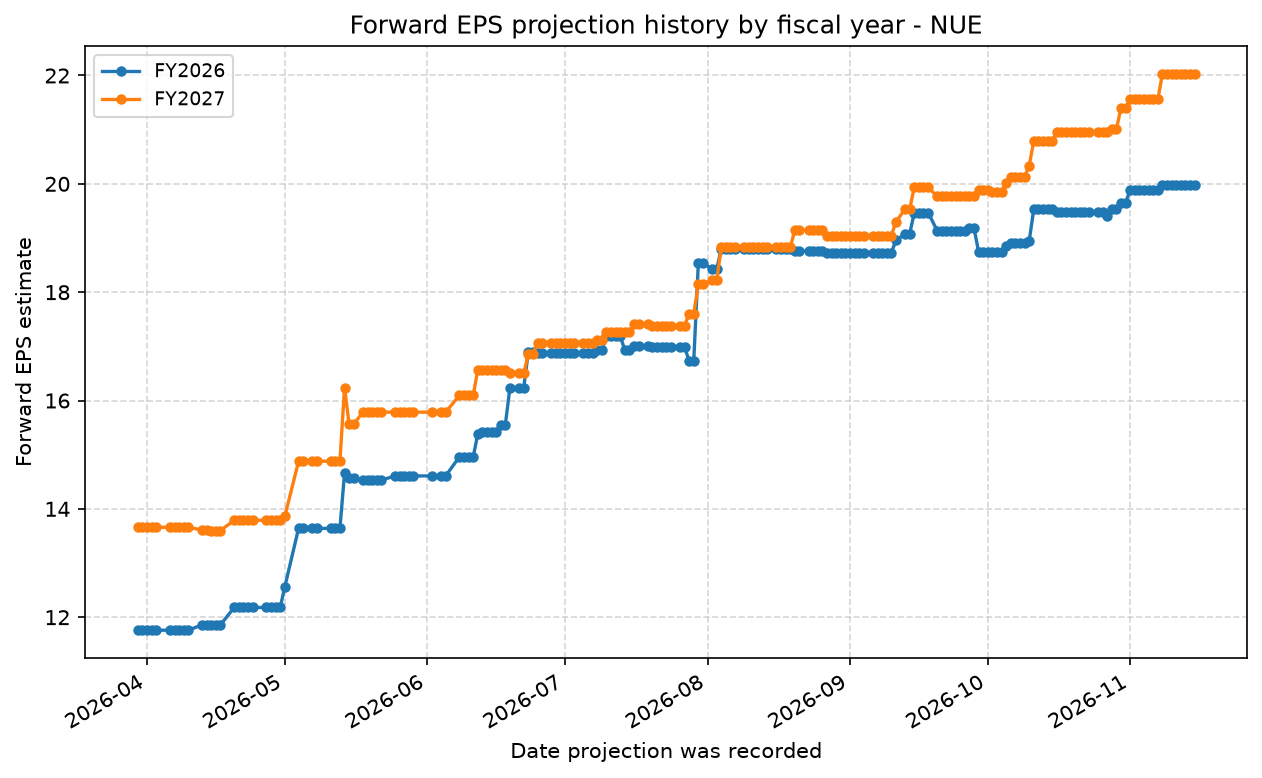 Forward EPS projection history by fiscal year - NUE
FY2026
FY2027
Forward EPS estimate
22
20
18
16
14
12
2026-04
2026-05
2026-06
2026-07
2026-08
2026-09
2026-10
2026-11
Date projection was recorded